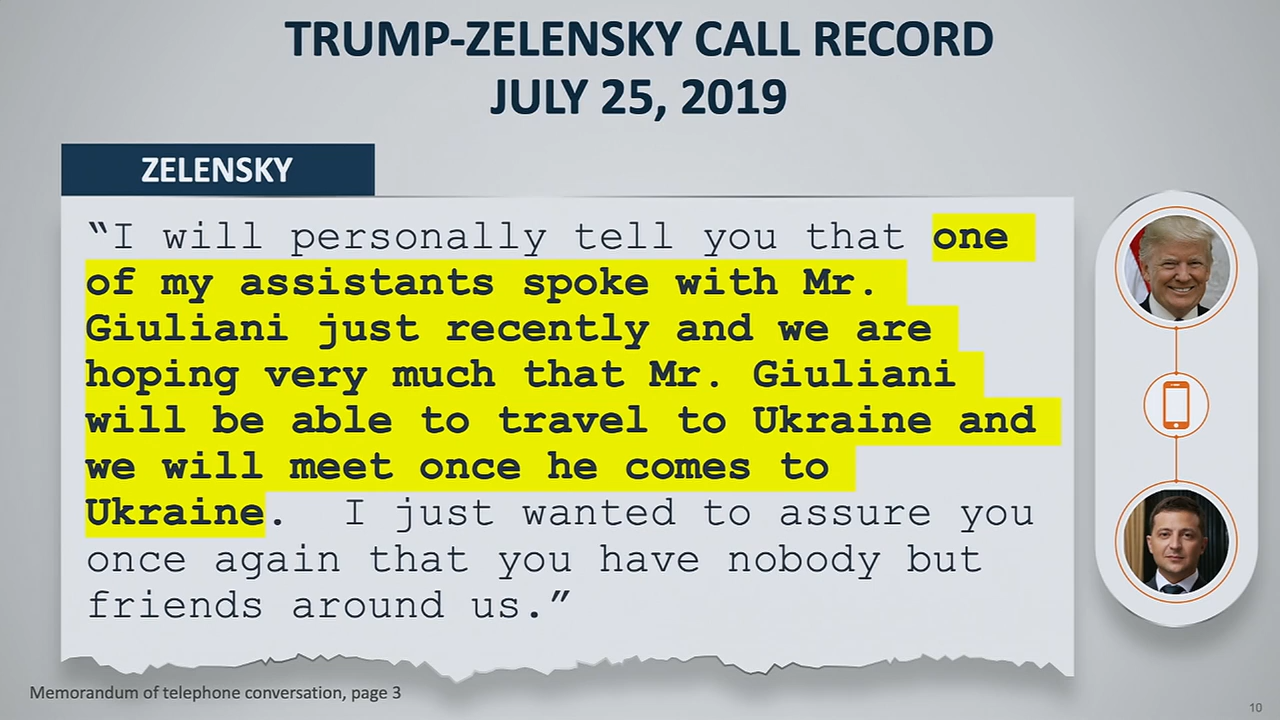 TRUMP-ZELENSKY CALL RECORD
JULY 25, 2019
ZELENSKY
“I will personally tell you that one
of my assistants spoke with Mr.
Giuliani just recently and we are
hoping very much that Mr. Giuliani
will be able to travel to Ukraine and
we will meet once he comes to
Ukraine.  I just wanted to assure you
once again that you have nobody but
friends around us.”
Memorandum of telephone conversation, page 3
10